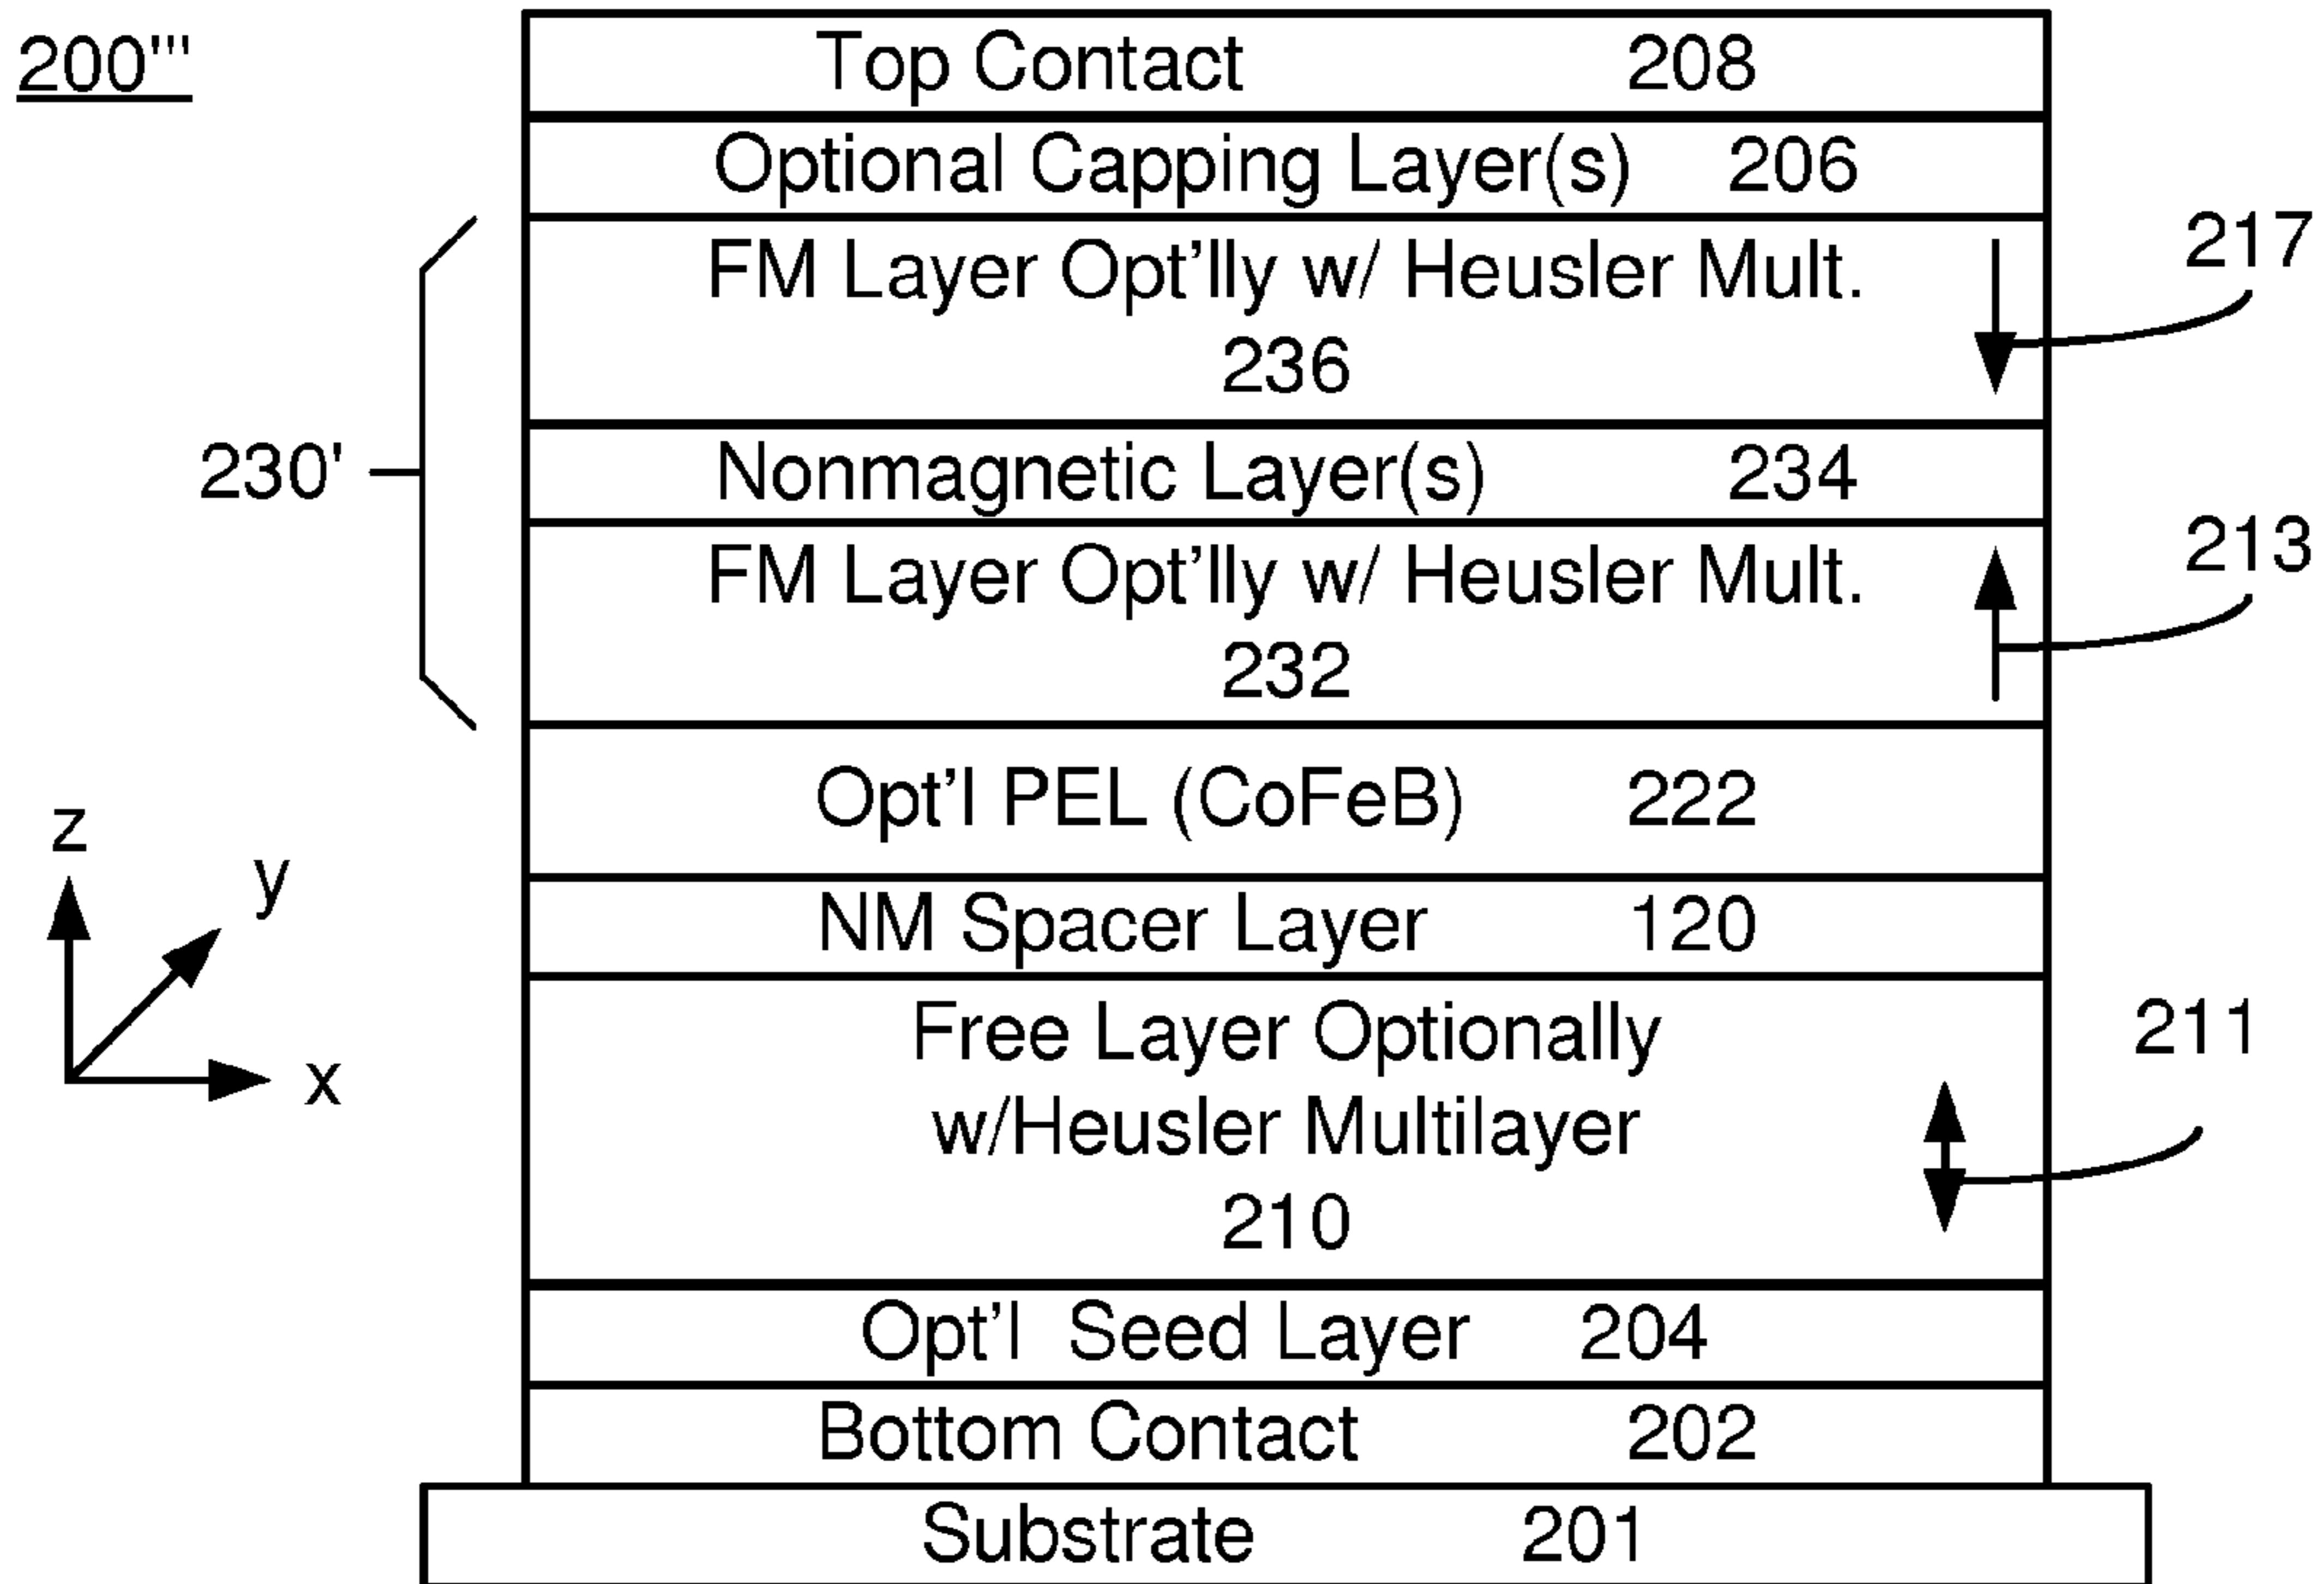 200'''
Top Contact 208
Optional Capping Layer(s) 206
FM Layer Opt'lly w/ Heusler Mult.
236
217
230'
Nonmagnetic Layer(s) 234
FM Layer Opt'lly w/ Heusler Mult.
232
213
Opt'l PEL (CoFeB) 222
NM Spacer Layer 120
z
y
x
Free Layer Optionally
w/Heusler Multilayer
210
211
Opt'l Seed Layer 204
Bottom Contact 202
Substrate 201